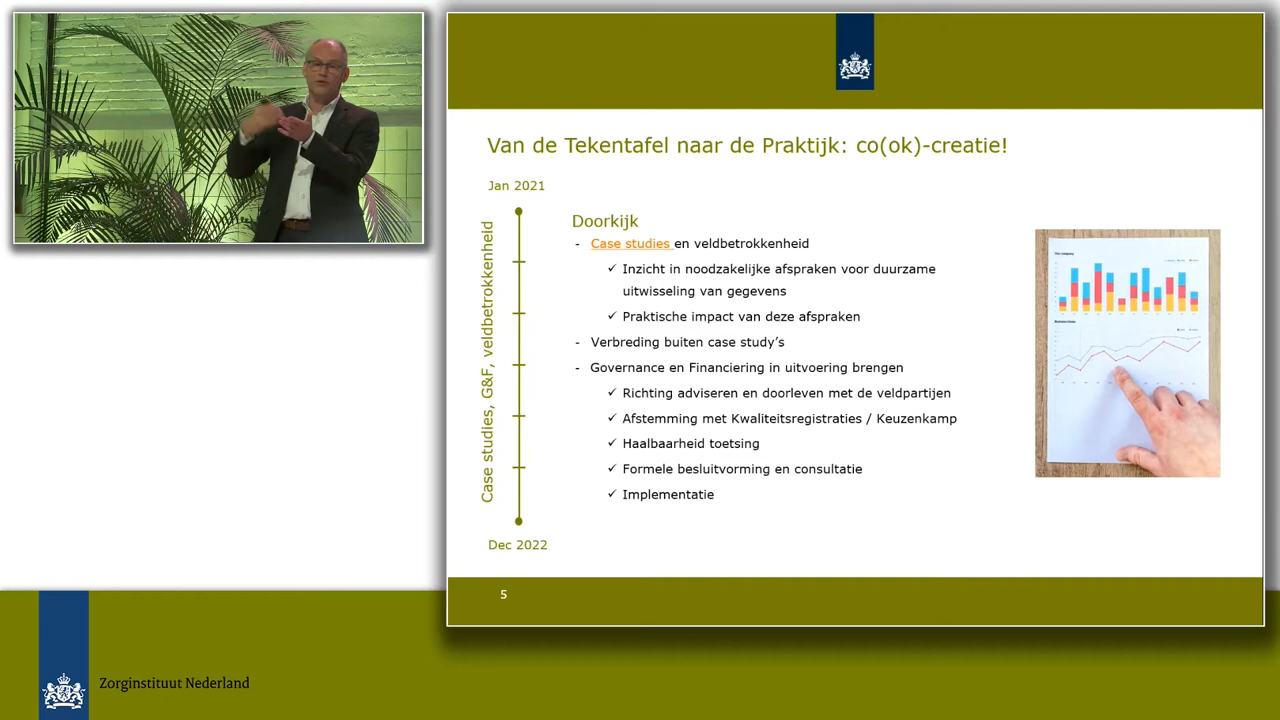 Van de Tekentafel naar de Praktijk: co(ok)-creatie!
Jan 2021
Case studies, G&F, veldbetrokkenheid
Dec 2022
Doorkijk
- Case studies en veldbetrokkenheid
✓ Inzicht in noodzakelijke afspraken voor duurzame
uitwisseling van gegevens
✓ Praktische impact van deze afspraken
- Verbreding buiten case study's
- Governance en Financiering in uitvoering brengen
✓ Richting adviseren en doorleven met de veldpartijen
✓ Afstemming met Kwaliteitsregistraties / Keuzenkamp
✓ Haalbaarheid toetsing
✓ Formele besluitvorming en consultatie
✓ Implementatie
5
Zorginstituut Nederland